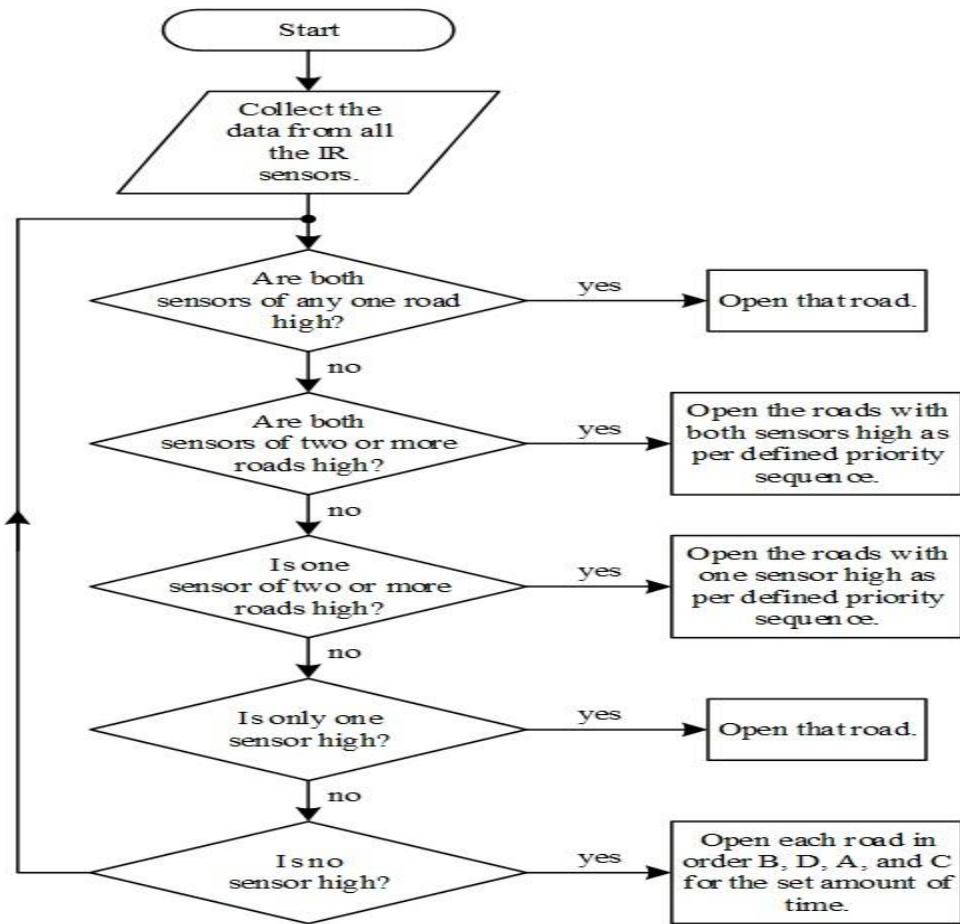 Start
Collect the
data from all
the IR
sensors.
Are both
sensors of any one road
high?
yes
Open that road.
no
Are both
sensors of two or more
roads high?
yes
Open the roads with
both sensors high as
per defined priority
sequence.
no
Is one
sensor of two or more
roads high?
yes
Open the roads with
one sensor high as
per defined priority
sequence.
no
Is only one
sensor high?
yes
Open that road.
no
Is no
sensor high?
yes
Open each road in
order B, D, A, and C
for the set amount of
time.